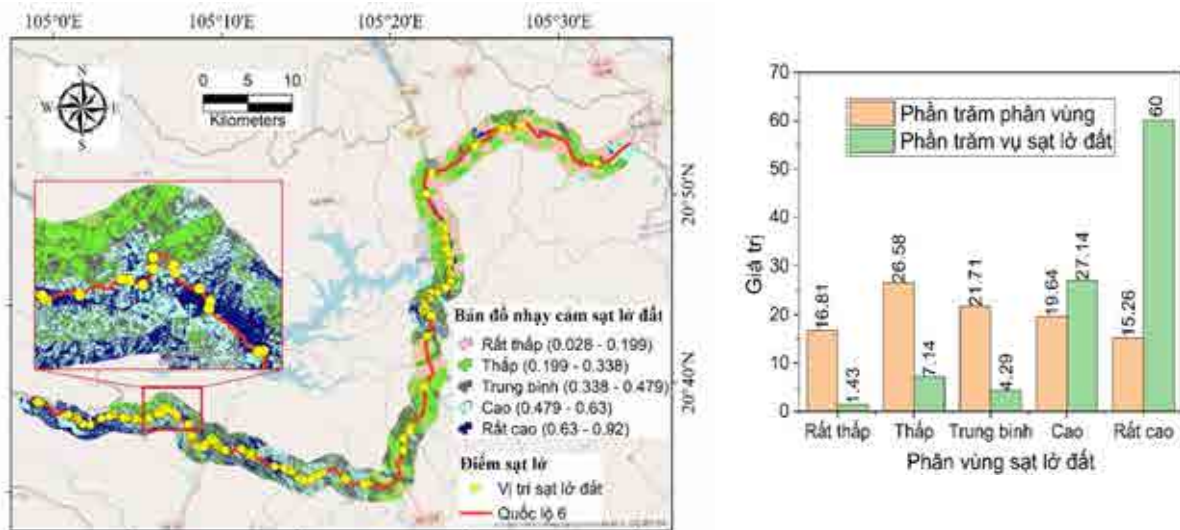 105°0'E 105°10'E 105°20'E 105°30'E
N
W E
S
0 5 10
Kilometers
20°50'N
20°40'N
Bản đồ nhạy cảm sạt lở đất
Rất thấp (0.028 - 0.199)
Thấp (0.199 - 0.338)
Trung bình (0.338 - 0.479)
Cao (0.479 - 0.63)
Rất cao (0.63 - 0.92)
Điểm sạt lở
Vị trí sạt lở đất
Quốc lộ 6
Phần trăm phân vùng
Phần trăm vụ sạt lở đất
Giá trị
70
60
50
40
30
20
10
0
16.81
1.43
26.58
7.14
21.71
4.29
19.64
27.14
15.26
60
Rất thấp Thấp Trung bình Cao Rất cao
Phân vùng sạt lở đất